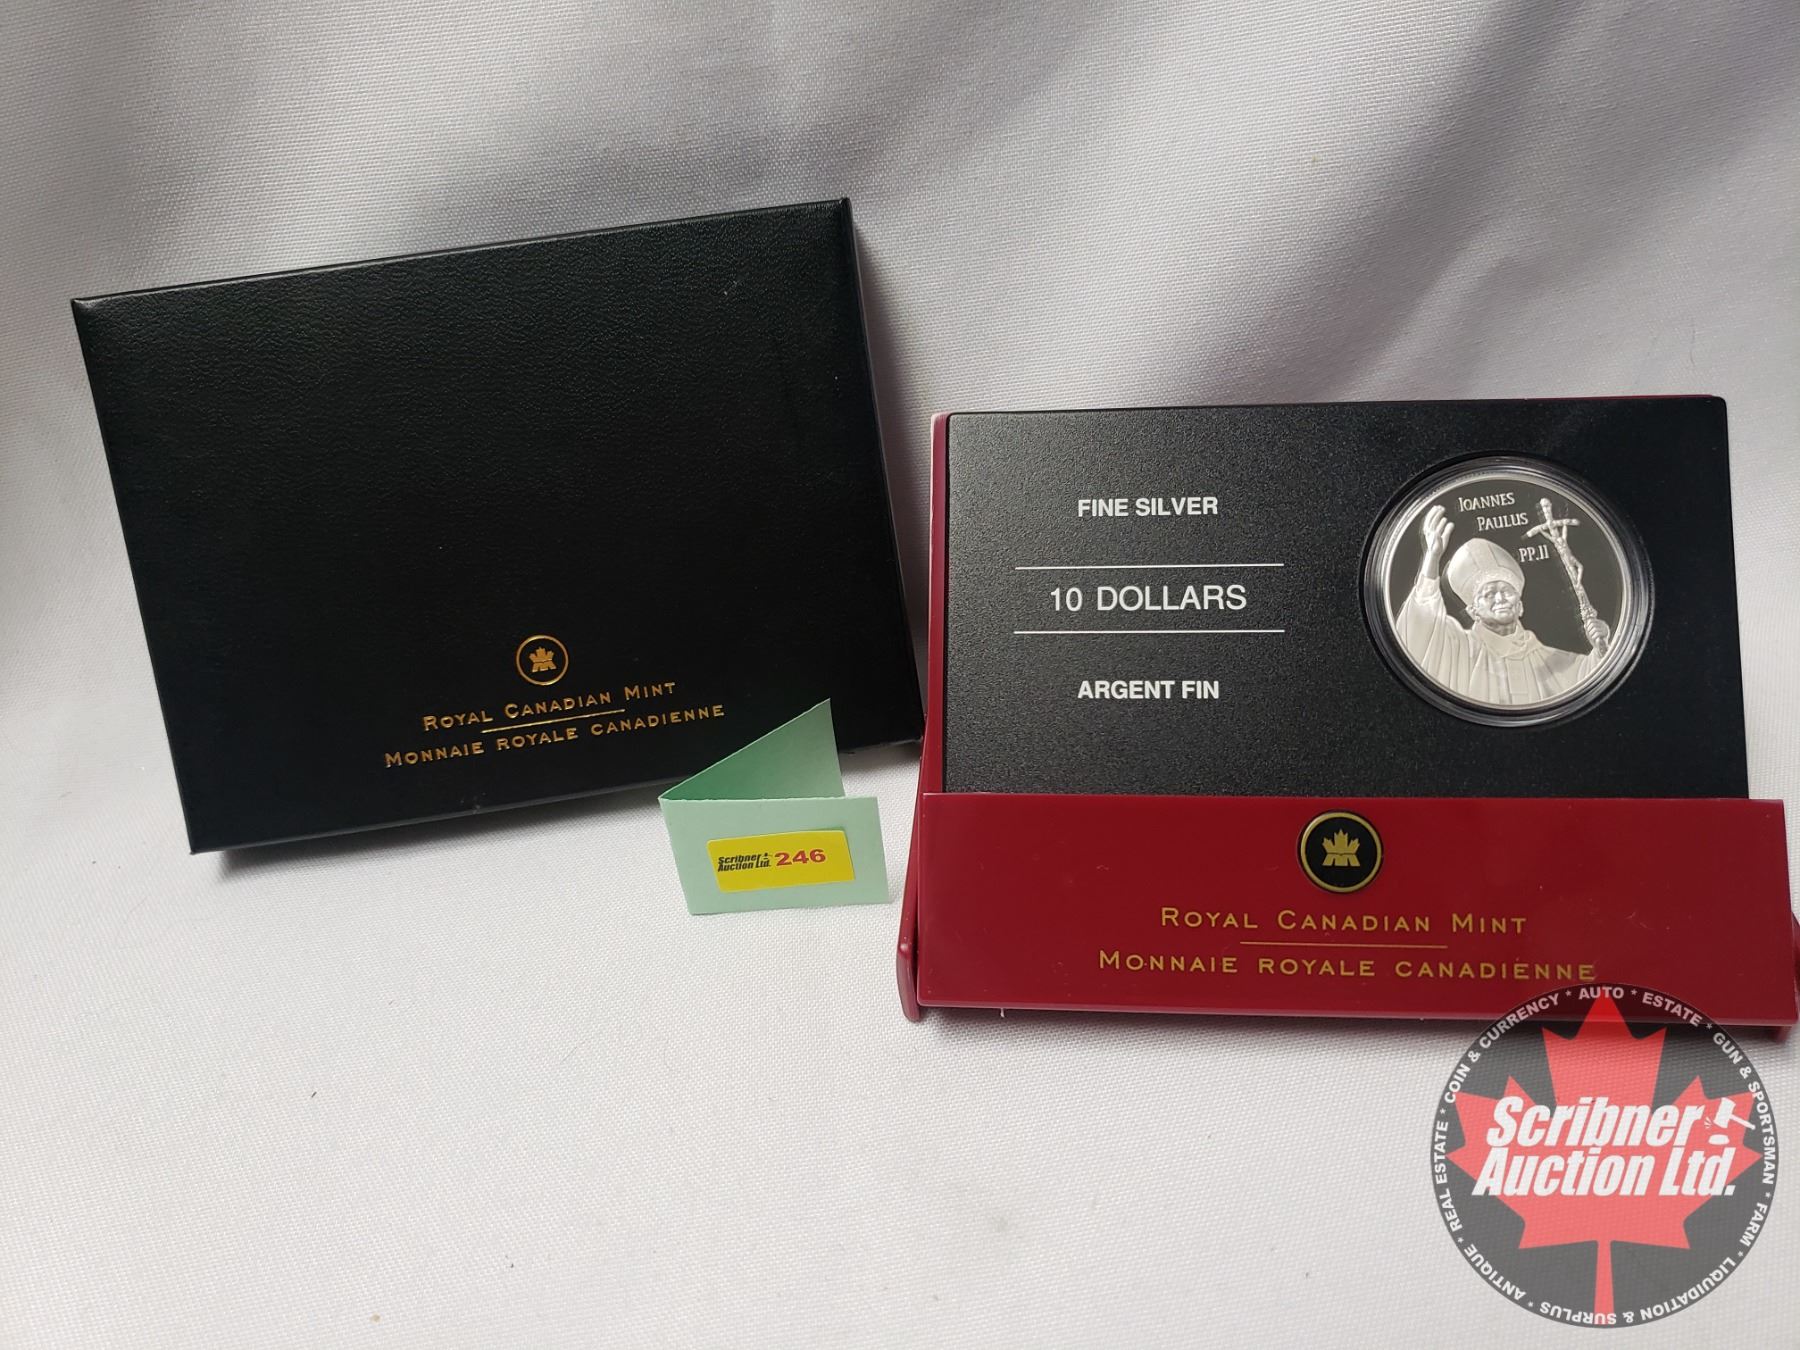 ROYAL CANADIAN MINT
MONNAIE ROYALE CANADIENNE
Scribner
Auction Ltd.
246
FINE SILVER
10 DOLLARS
ARGENT FIN
IOANNES
PAULUS
PP.II
ROYAL CANADIAN MINT
MONNAIE ROYALE CANADIENNE
* COIN & CURRENCY * AUTO * ESTATE * GUN & SPORTSMAN * FARM * LIQUIDATION & SURPLUS * ANTIQUE * REAL ESTATE
Scribner
Auction Ltd.